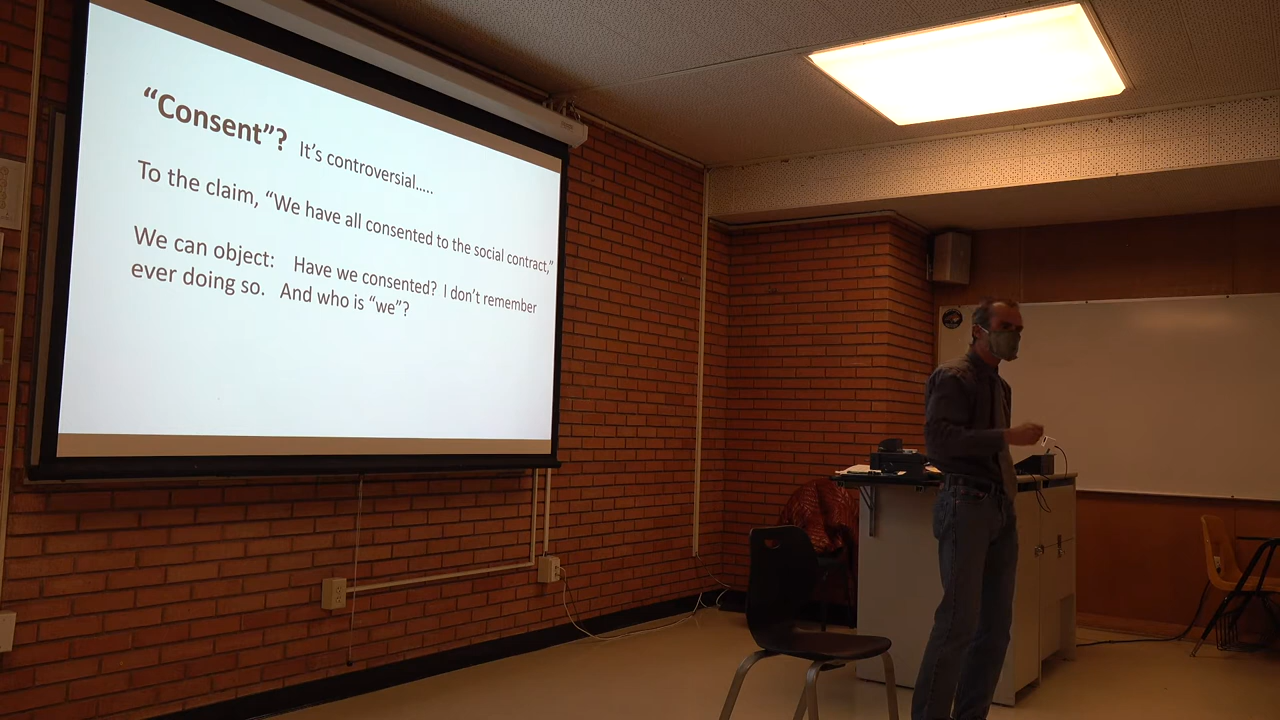 “Consent”? It’s controversial…..
To the claim, “We have all consented to the social contract,”
We can object: Have we consented? I don’t remember
ever doing so. And who is “we”?